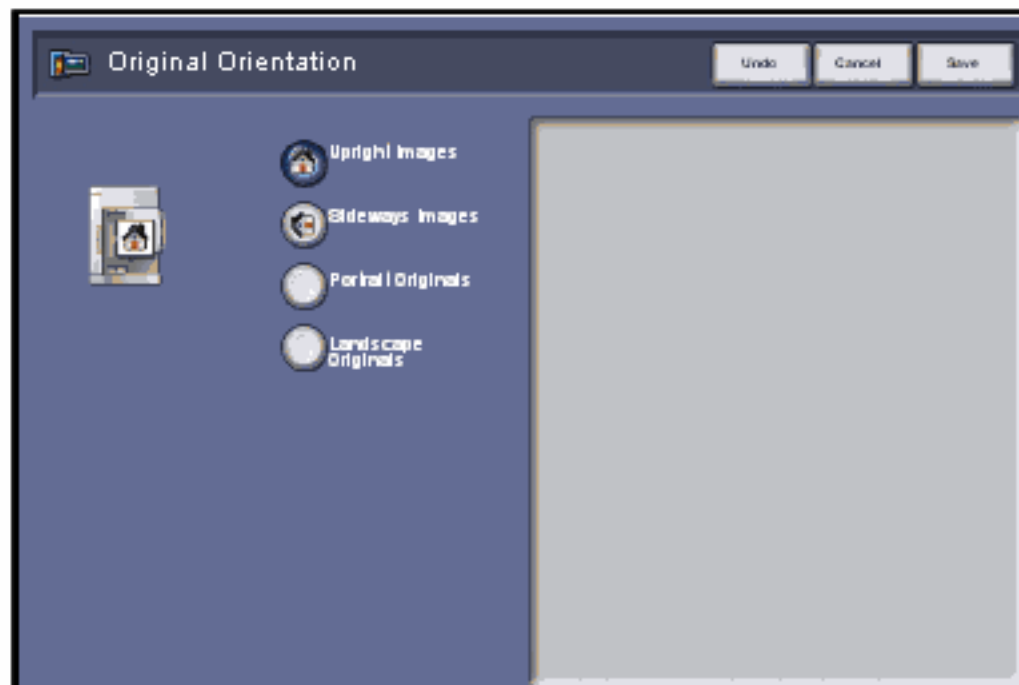 Original Orientation
Undo
Cancel
Save
Upright Images
Sideways Images
Portrait Originals
Landscape
Originals